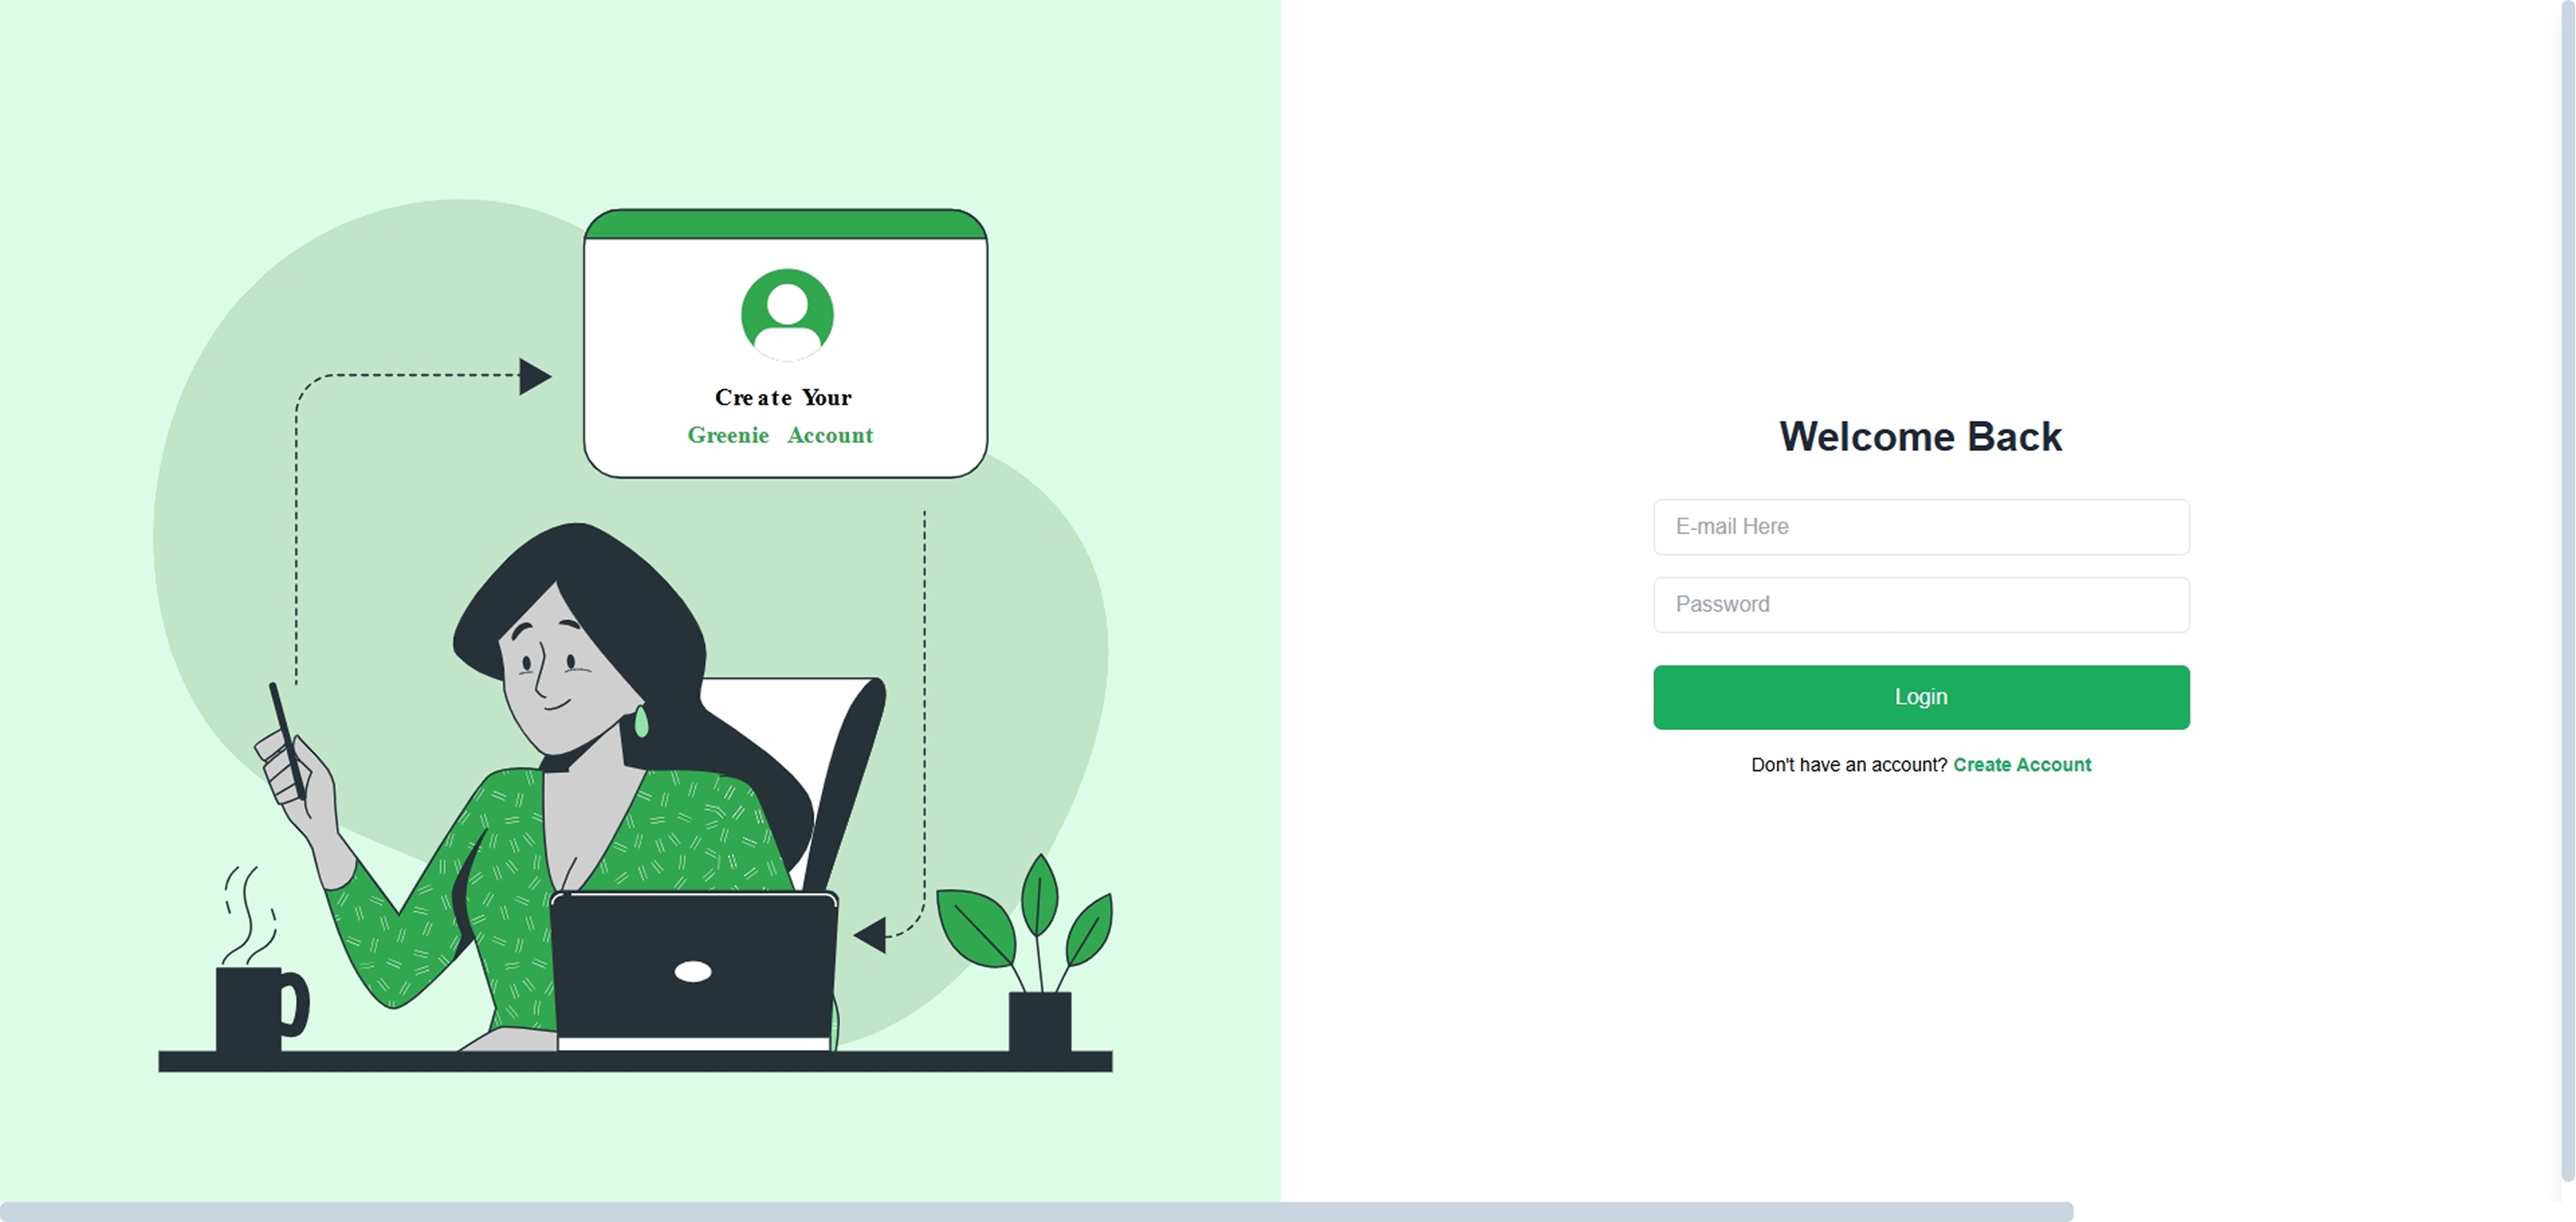 Create Your
Greenie Account
Welcome Back
E-mail Here
Password
Login
Don't have an account? Create Account